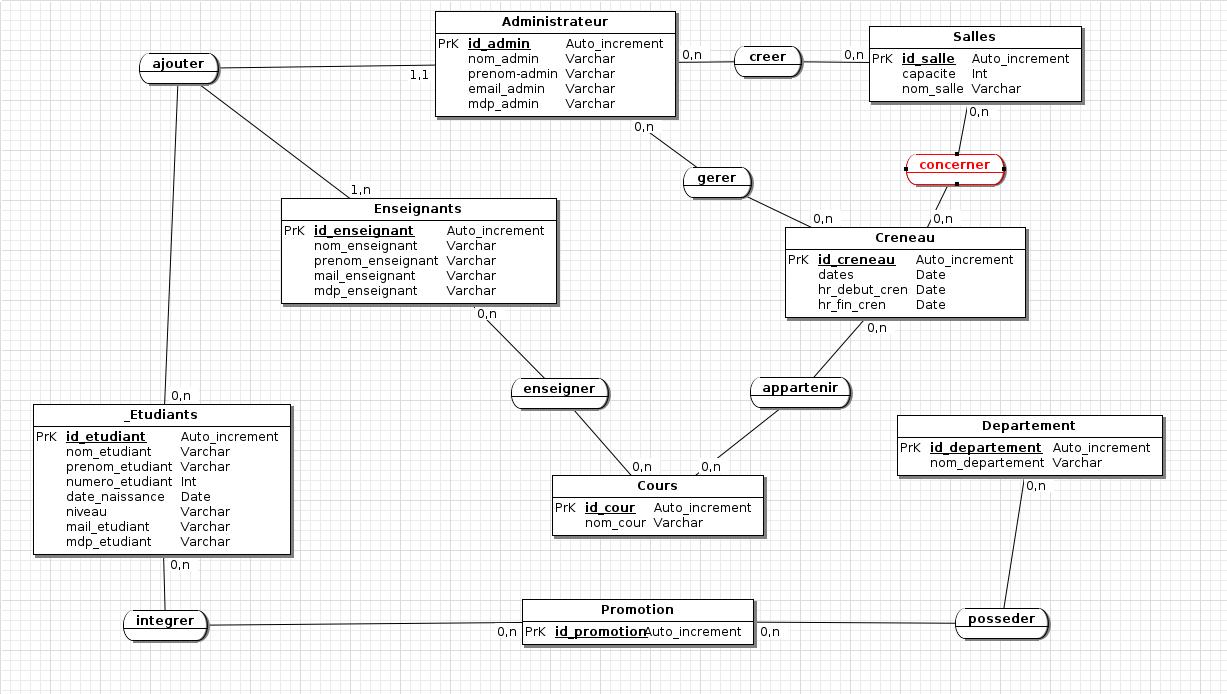 Administrateur
PrK id_admin Auto_increment
nom_admin Varchar
prenom-admin Varchar
email_admin Varchar
mdp_admin Varchar
ajouter
1,1
0,n
creer
0,n
Salles
PrK id_salle Auto_increment
capacite Int
nom_salle Varchar
0,n
concerner
0,n
0,n
gerer
0,n
1,n
Enseignants
PrK id_enseignant Auto_increment
nom_enseignant Varchar
prenom_enseignant Varchar
mail_enseignant Varchar
mdp_enseignant Varchar
0,n
Creneau
PrK id_creneau Auto_increment
dates Date
hr_debut_cren Date
hr_fin_cren Date
0,n
enseigner
appartenir
0,n
_Etudiants
PrK id_etudiant Auto_increment
nom_etudiant Varchar
prenom_etudiant Varchar
numero_etudiant Int
date_naissance Date
niveau Varchar
mail_etudiant Varchar
mdp_etudiant Varchar
0,n
0,n
0,n
Cours
PrK id_cour Auto_increment
nom_cour Varchar
Departement
PrK id_departement Auto_increment
nom_departement Varchar
0,n
integrer
0,n
Promotion
PrK id_promotion Auto_increment
0,n
posseder